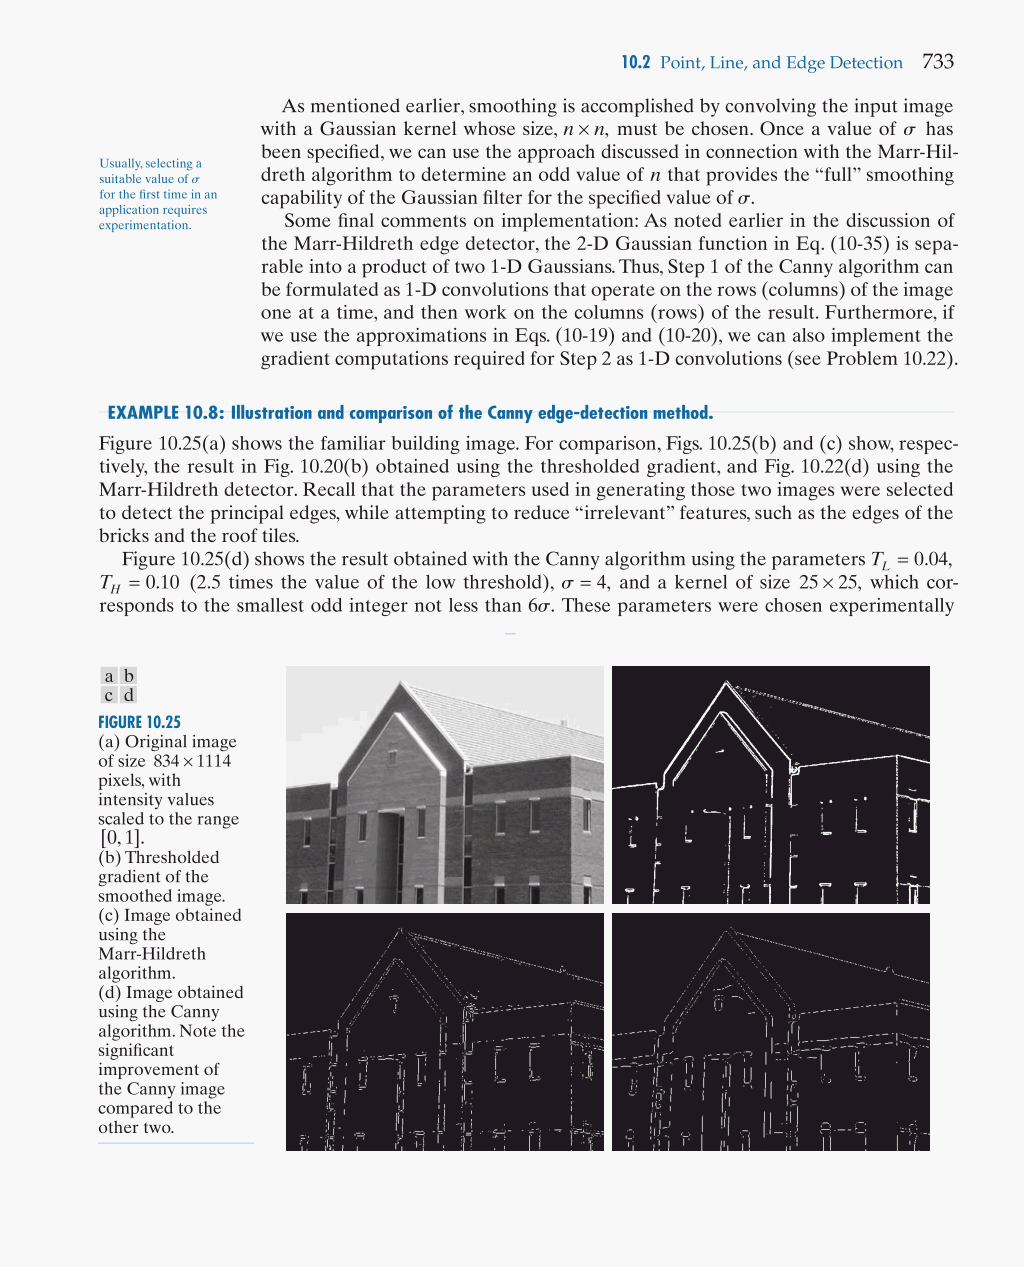 10.2 Point, Line, and Edge Detection 733
As mentioned earlier, smoothing is accomplished by convolving the input image
with a Gaussian kernel whose size, n × n, must be chosen. Once a value of σ has
been specified, we can use the approach discussed in connection with the Marr-Hil-
dreth algorithm to determine an odd value of n that provides the “full” smoothing
capability of the Gaussian filter for the specified value of σ.
Usually, selecting a
suitable value of σ
for the first time in an
application requires
experimentation.
Some final comments on implementation: As noted earlier in the discussion of
the Marr-Hildreth edge detector, the 2-D Gaussian function in Eq. (10-35) is sepa-
rable into a product of two 1-D Gaussians. Thus, Step 1 of the Canny algorithm can
be formulated as 1-D convolutions that operate on the rows (columns) of the image
one at a time, and then work on the columns (rows) of the result. Furthermore, if
we use the approximations in Eqs. (10-19) and (10-20), we can also implement the
gradient computations required for Step 2 as 1-D convolutions (see Problem 10.22).
EXAMPLE 10.8: Illustration and comparison of the Canny edge-detection method.
Figure 10.25(a) shows the familiar building image. For comparison, Figs. 10.25(b) and (c) show, respec-
tively, the result in Fig. 10.20(b) obtained using the thresholded gradient, and Fig. 10.22(d) using the
Marr-Hildreth detector. Recall that the parameters used in generating those two images were selected
to detect the principal edges, while attempting to reduce “irrelevant” features, such as the edges of the
bricks and the roof tiles.
Figure 10.25(d) shows the result obtained with the Canny algorithm using the parameters T_L = 0.04,
T_H = 0.10 (2.5 times the value of the low threshold), σ = 4, and a kernel of size 25 × 25, which cor-
responds to the smallest odd integer not less than 6σ. These parameters were chosen experimentally
a b
c d
FIGURE 10.25
(a) Original image
of size 834 × 1114
pixels, with
intensity values
scaled to the range
[0, 1].
(b) Thresholded
gradient of the
smoothed image.
(c) Image obtained
using the
Marr-Hildreth
algorithm.
(d) Image obtained
using the Canny
algorithm. Note the
significant
improvement of
the Canny image
compared to the
other two.